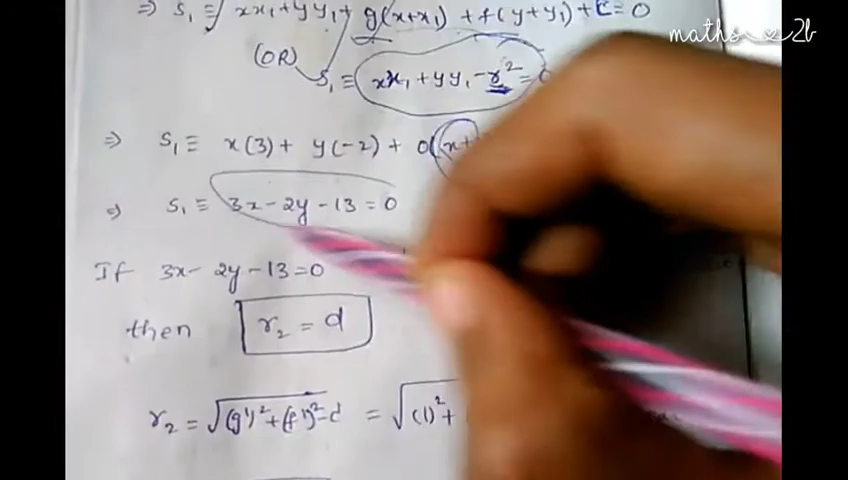 maths 2b
⇒ S₁ ≡ xx₁+yy₁+ g(x+x₁) + f(y+y₁)+c=0
(OR) S₁ ≡ xx₁+yy₁-r²=0
⇒ S₁ ≡ x(3)+ y(-2) + 0(x+
⇒ S₁ ≡ 3x-2y-13=0
If 3x-2y-13=0
then r₂ = d
r₂ = √(g')²+(f')²-c' = √(1)²+